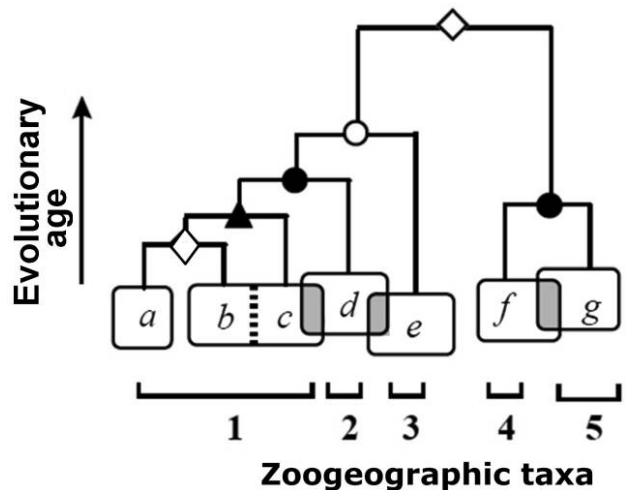 Evolutionary
age
a b c d e f g
1 2 3 4 5
Zoogeographic taxa